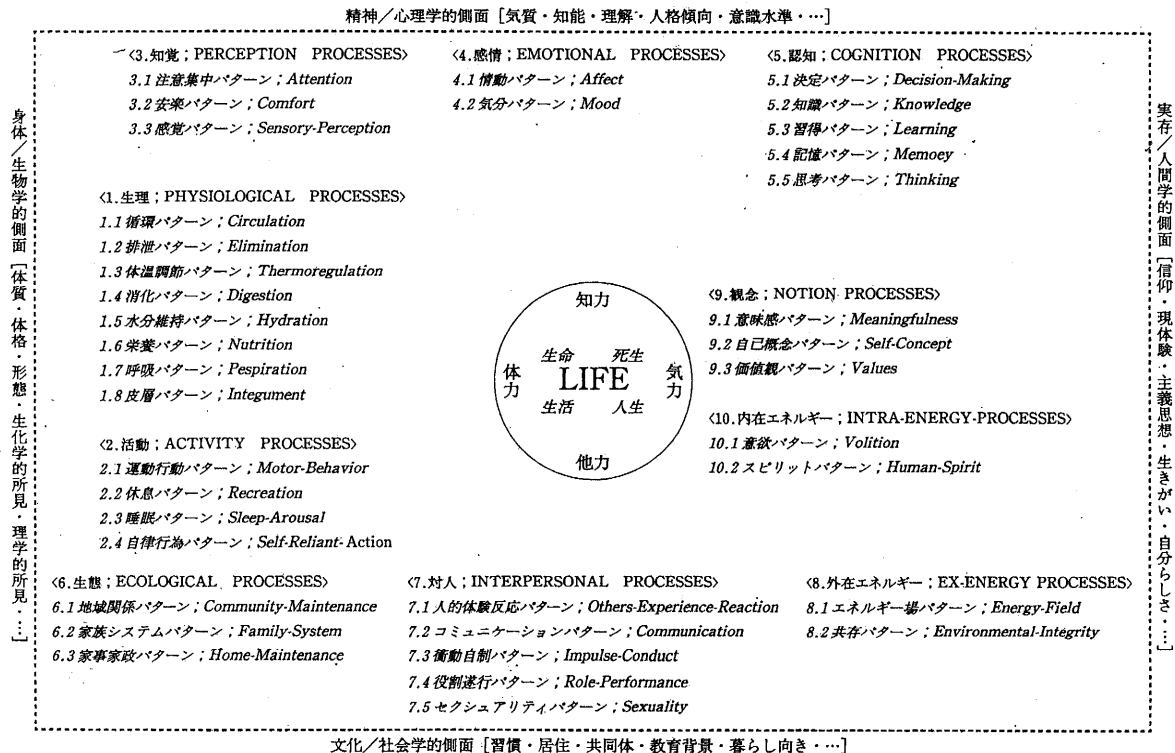 精神／心理学的側面［気質・知能・理解・人格傾向・意識水準・…］
〈3.知覚；PERCEPTION PROCESSES〉
3.1 注意集中パターン；Attention
3.2 安楽パターン；Comfort
3.3 感覚パターン；Sensory-Perception
〈4.感情；EMOTIONAL PROCESSES〉
4.1 情動パターン；Affect
4.2 気分パターン；Mood
〈5.認知；COGNITION PROCESSES〉
5.1 決定パターン；Decision-Making
5.2 知識パターン；Knowledge
5.3 習得パターン；Learning
5.4 記憶パターン；Memoey
5.5 思考パターン；Thinking
身体／生物学的側面［体質・体格・形態・生化学的所見・理学的所見・…］
〈1.生理；PHYSIOLOGICAL PROCESSES〉
1.1 循環パターン；Circulation
1.2 排泄パターン；Elimination
1.3 体温調節パターン；Thermoregulation
1.4 消化パターン；Digestion
1.5 水分維持パターン；Hydration
1.6 栄養パターン；Nutrition
1.7 呼吸パターン；Pespiration
1.8 皮層パターン；Integument
〈2.活動；ACTIVITY PROCESSES〉
2.1 運動行動パターン；Motor-Behavior
2.2 休息パターン；Recreation
2.3 睡眠パターン；Sleep-Arousal
2.4 自律行為パターン；Self-Reliant-Action
知力
体力
生命 死生
LIFE
生活 人生
気力
他力
〈9.観念；NOTION PROCESSES〉
9.1 意味感パターン；Meaningfulness
9.2 自己概念パターン；Self-Concept
9.3 価値観パターン；Values
〈10.内在エネルギー；INTRA-ENERGY-PROCESSES〉
10.1 意欲パターン；Volition
10.2 スピリットパターン；Human-Spirit
実存／人間学的側面［信仰・現体験・主義思想・生きがい・自分らしさ・…］
〈6.生態；ECOLOGICAL PROCESSES〉
6.1 地域関係パターン；Community-Maintenance
6.2 家族システムパターン；Family-System
6.3 家事家政パターン；Home-Maintenance
〈7.対人；INTERPERSONAL PROCESSES〉
7.1 人的体験反応パターン；Others-Experience-Reaction
7.2 コミュニケーションパターン；Communication
7.3 衝動自制パターン；Impulse-Conduct
7.4 役割遂行パターン；Role-Performance
7.5 セクシュアリティパターン；Sexuality
〈8.外在エネルギー；EX-ENERGY PROCESSES〉
8.1 エネルギー場パターン；Energy-Field
8.2 共存パターン；Environmental-Integrity
文化／社会学的側面［習慣・居住・共同体・教育背景・暮らし向き・…］